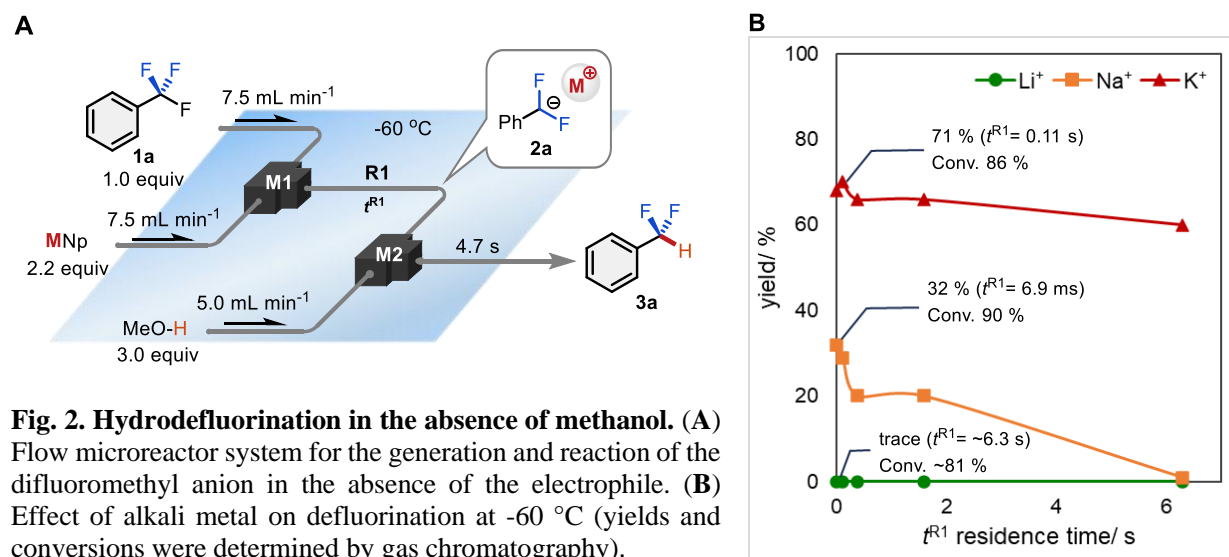 A
F F
F
7.5 mL min⁻¹
-60 °C
1a
1.0 equiv
M1
R1
tᴿ¹
F
M⊕
⊖
Ph
F
2a
MNp
7.5 mL min⁻¹
2.2 equiv
M2
4.7 s
F F
H
3a
5.0 mL min⁻¹
MeO-H
3.0 equiv
Fig. 2. Hydrodefluorination in the absence of methanol. (A)
Flow microreactor system for the generation and reaction of the
difluoromethyl anion in the absence of the electrophile. (B)
Effect of alkali metal on defluorination at -60 °C (yields and
conversions were determined by gas chromatography).
B
100
80
60
40
20
0
yield/ %
Li⁺ Na⁺ K⁺
71 % (tᴿ¹= 0.11 s)
Conv. 86 %
32 % (tᴿ¹= 6.9 ms)
Conv. 90 %
trace (tᴿ¹= ~6.3 s)
Conv. ~81 %
0 2 4 6
tᴿ¹ residence time/ s